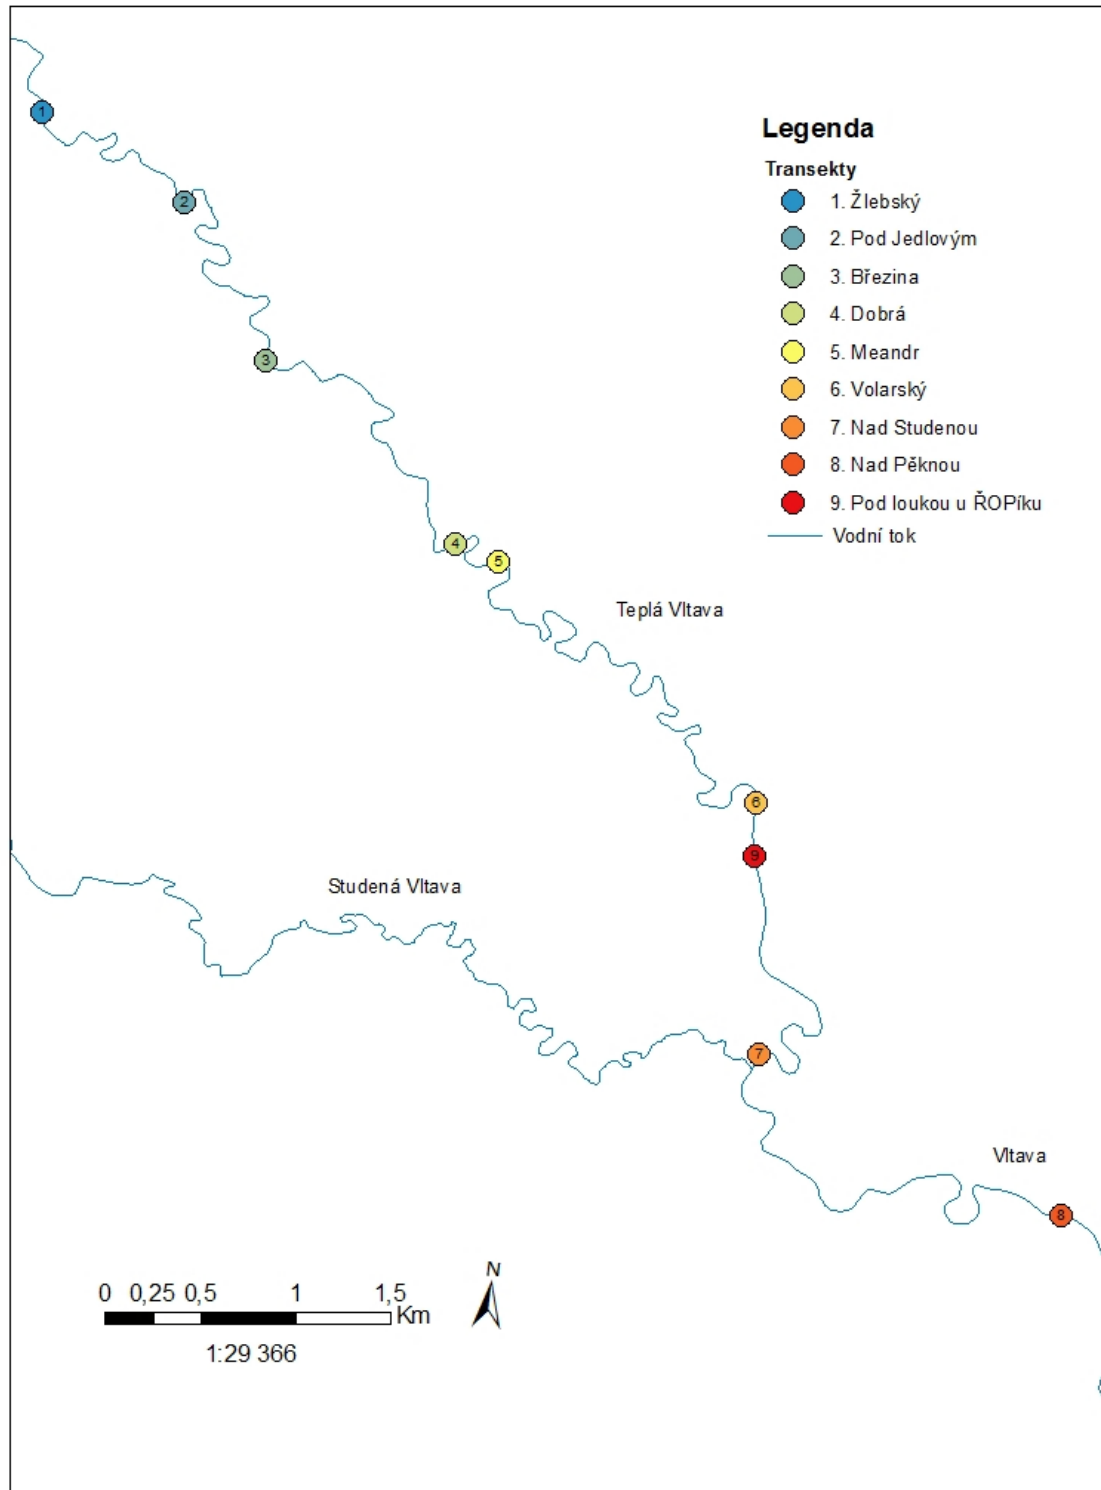 1
Legenda
Transekty
1. Žlebský
2
2. Pod Jedlovým
3. Březina
4. Dobrá
3
5. Meandr
6. Volarský
7. Nad Studenou
8. Nad Pěknou
9. Pod loukou u ŘOPíku
Vodní tok
4
5
Teplá Vltava
6
9
Studená Vltava
7
Vltava
8
N
0 0,25 0,5 1 1,5
Km
1:29 366